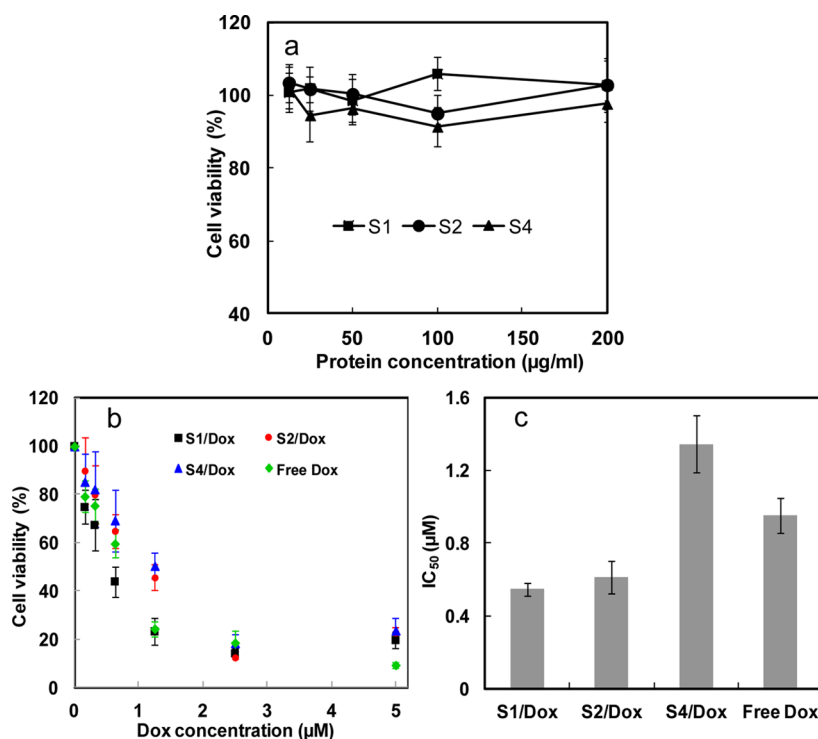 a
120
100
80
60
40
Cell viability (%)
S1 S2 S4
0 50 100 150 200
Protein concentration (µg/ml)
b
120
100
80
60
40
20
0
Cell viability (%)
S1/Dox S2/Dox
S4/Dox Free Dox
0 1 2 3 4 5
Dox concentration (µM)
c
1.6
1.2
0.8
0.4
0
IC50 (µM)
S1/Dox S2/Dox S4/Dox Free Dox